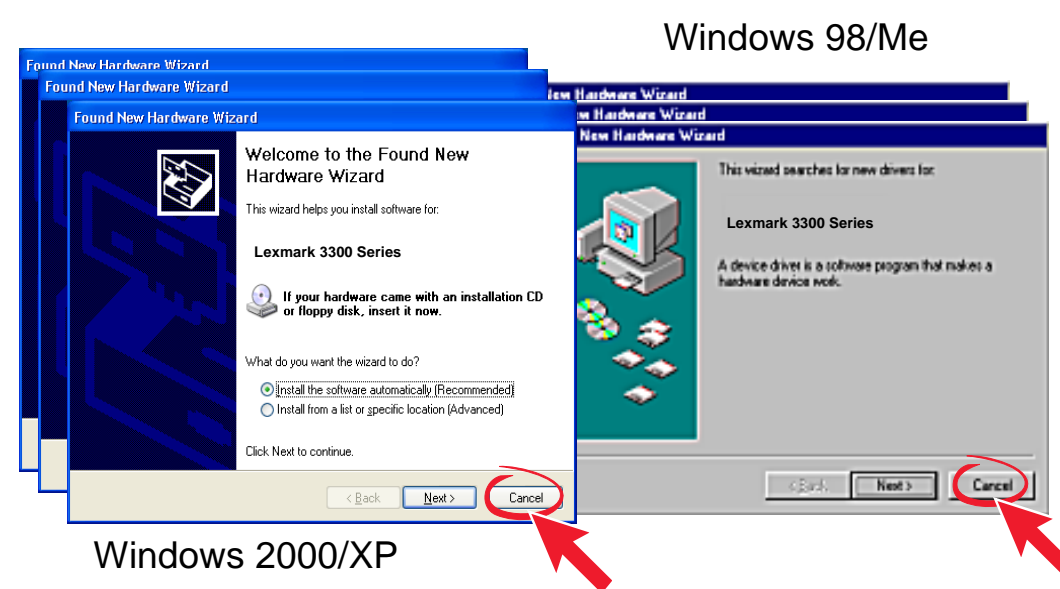 Windows 98/Me
Found New Hardware Wizard
Found New Hardware Wizard
Found New Hardware Wizard
Welcome to the Found New
Hardware Wizard
This wizard helps you install software for:
Lexmark 3300 Series
If your hardware came with an installation CD
or floppy disk, insert it now.
What do you want the wizard to do?
Install the software automatically (Recommended)
Install from a list or specific location (Advanced)
Click Next to continue.
< Back
Next >
Cancel
New Hardware Wizard
New Hardware Wizard
New Hardware Wizard
This wizard searches for new drivers for:
Lexmark 3300 Series
A device driver is a software program that makes a
hardware device work.
< Back
Next >
Cancel
Windows 2000/XP